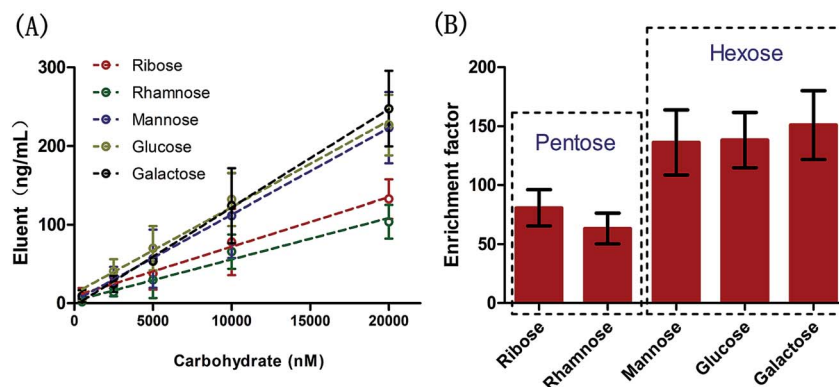 (A)
300
200
100
0
Eluent (ng/mL)
Ribose
Rhamnose
Mannose
Glucose
Galactose
0
5000
10000
15000
20000
Carbohydrate (nM)
(B)
200
150
100
50
0
Enrichment factor
Pentose
Hexose
Ribose
Rhamnose
Mannose
Glucose
Galactose